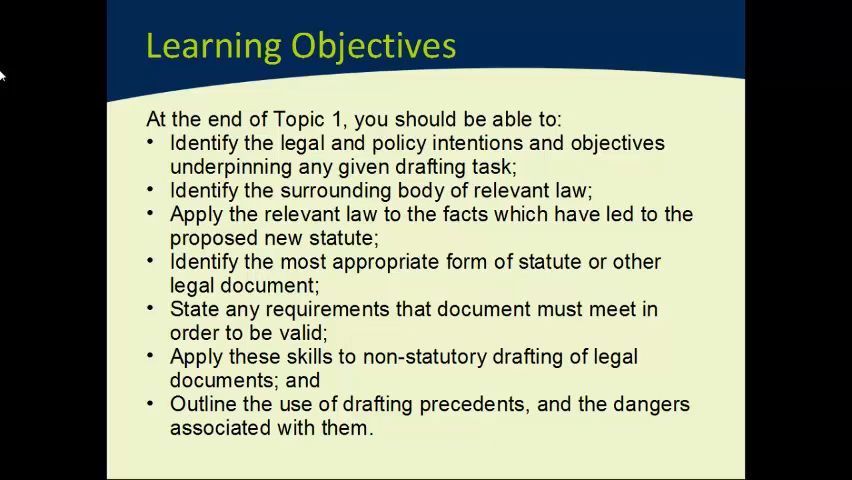 Learning Objectives
At the end of Topic 1, you should be able to:
• Identify the legal and policy intentions and objectives
underpinning any given drafting task;
• Identify the surrounding body of relevant law;
• Apply the relevant law to the facts which have led to the
proposed new statute;
• Identify the most appropriate form of statute or other
legal document;
• State any requirements that document must meet in
order to be valid;
• Apply these skills to non-statutory drafting of legal
documents; and
• Outline the use of drafting precedents, and the dangers
associated with them.